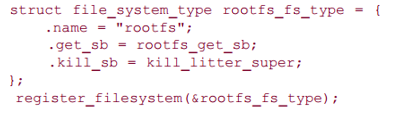 struct file_system_type rootfs_fs_type = {
    .name = "rootfs";
    .get_sb = rootfs_get_sb;
    .kill_sb = kill_litter_super;
};
 register_filesystem(&rootfs_fs_type);